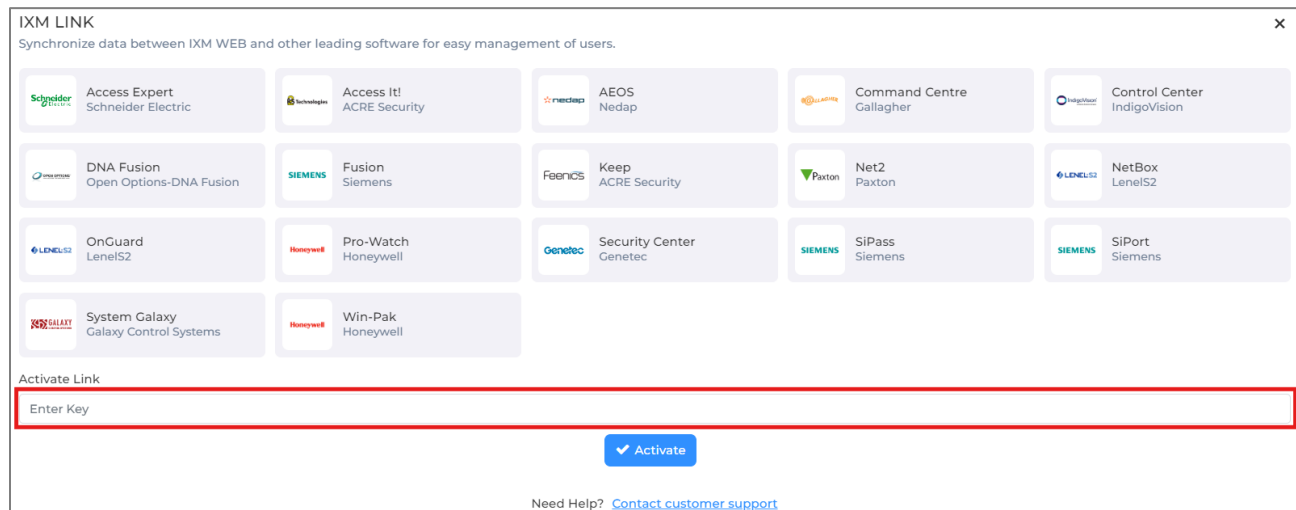 IXM LINK
Synchronize data between IXM WEB and other leading software for easy management of users.
Schneider Electric
Access Expert
Schneider Electric
RS Technologies
Access It!
ACRE Security
nedap
AEOS
Nedap
GALLAGHER
Command Centre
Gallagher
IndigoVision
Control Center
IndigoVision
OPEN OPTIONS
DNA Fusion
Open Options-DNA Fusion
SIEMENS
Fusion
Siemens
Feenics
Keep
ACRE Security
Paxton
Net2
Paxton
LENELS2
NetBox
LenelS2
LENELS2
OnGuard
LenelS2
Honeywell
Pro-Watch
Honeywell
Genetec
Security Center
Genetec
SIEMENS
SiPass
Siemens
SIEMENS
SiPort
Siemens
GALAXY
System Galaxy
Galaxy Control Systems
Honeywell
Win-Pak
Honeywell
Activate Link
Enter Key
Activate
Need Help? Contact customer support